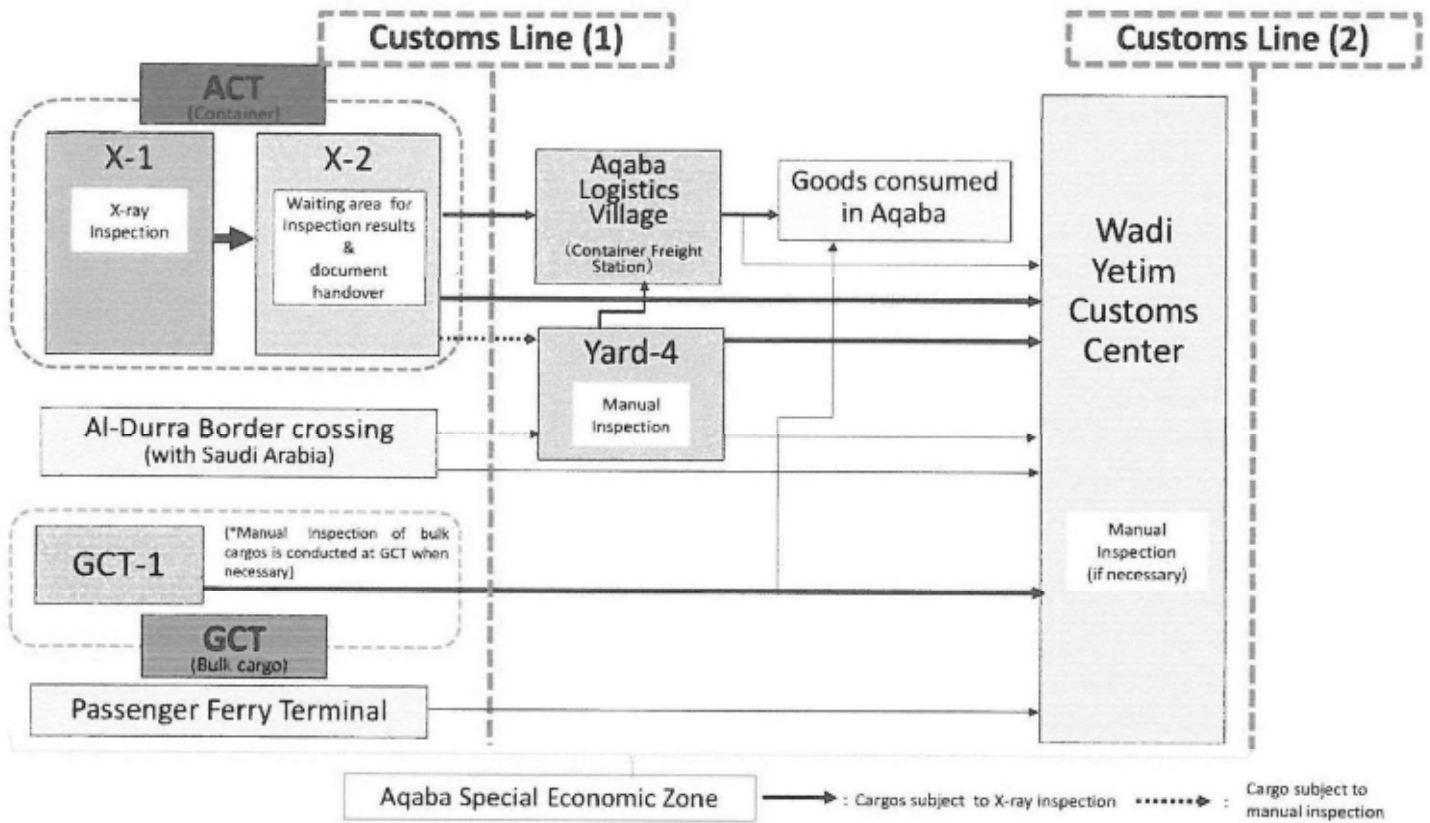 Customs Line (1)
Customs Line (2)
ACT
(Container)
X-1
X-ray
Inspection
X-2
Waiting area for
inspection results
&
document
handover
Aqaba
Logistics
Village
(Container Freight
Station)
Goods consumed
in Aqaba
Wadi
Yetim
Customs
Center
Manual
Inspection
(if necessary)
Yard-4
Manual
Inspection
Al-Durra Border crossing
(with Saudi Arabia)
GCT-1
(*Manual Inspection of bulk
cargos is conducted at GCT when
necessary)
GCT
(Bulk cargo)
Passenger Ferry Terminal
Aqaba Special Economic Zone
: Cargos subject to X-ray inspection
: Cargo subject to
manual inspection